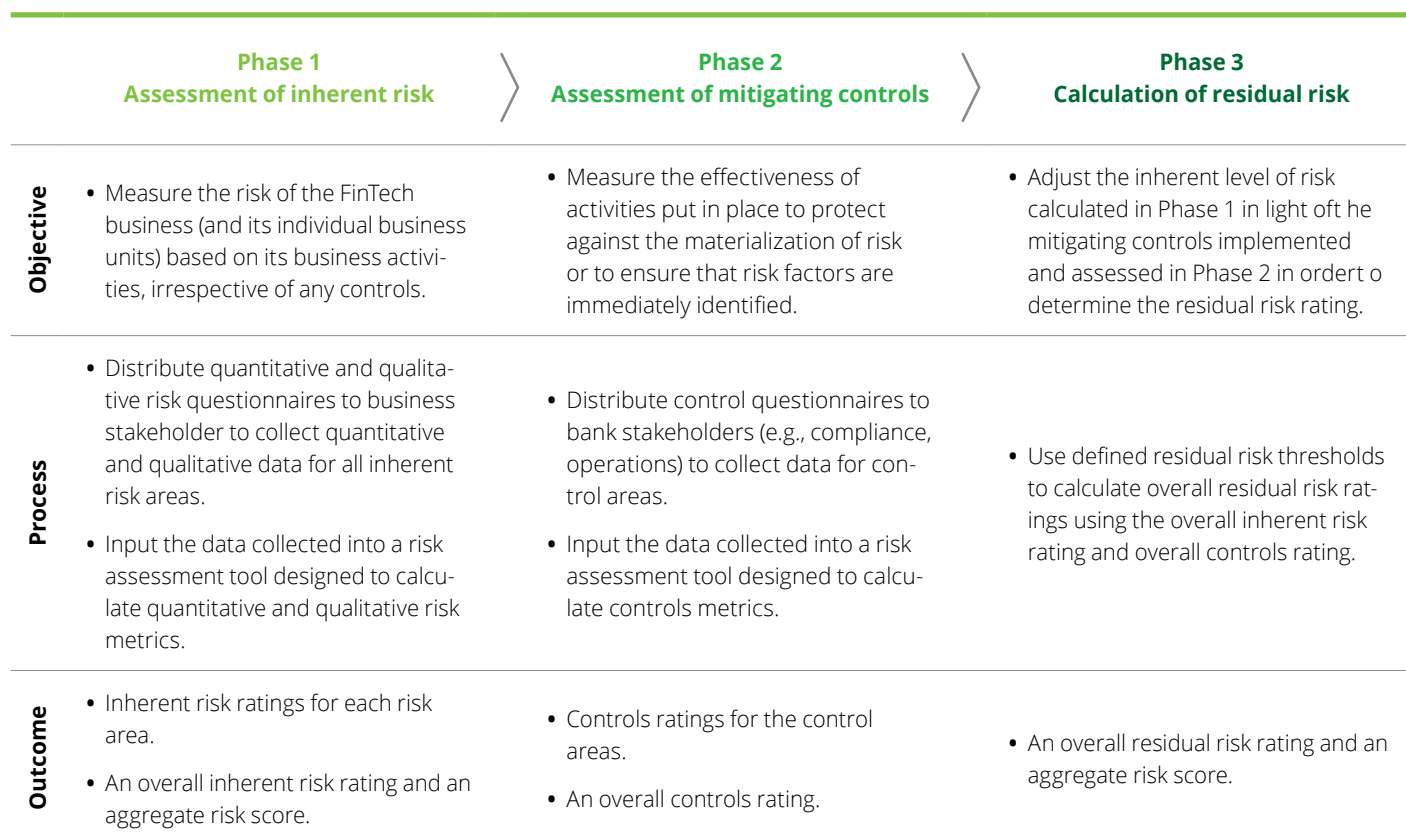 Phase 1
Assessment of inherent risk
Phase 2
Assessment of mitigating controls
Phase 3
Calculation of residual risk
Objective
• Measure the risk of the FinTech
business (and its individual business
units) based on its business activi-
ties, irrespective of any controls.
• Measure the effectiveness of
activities put in place to protect
against the materialization of risk
or to ensure that risk factors are
immediately identified.
• Adjust the inherent level of risk
calculated in Phase 1 in light oft he
mitigating controls implemented
and assessed in Phase 2 in ordert o
determine the residual risk rating.
Process
• Distribute quantitative and qualita-
tive risk questionnaires to business
stakeholder to collect quantitative
and qualitative data for all inherent
risk areas.
• Input the data collected into a risk
assessment tool designed to calcu-
late quantitative and qualitative risk
metrics.
• Distribute control questionnaires to
bank stakeholders (e.g., compliance,
operations) to collect data for con-
trol areas.
• Input the data collected into a risk
assessment tool designed to calcu-
late controls metrics.
• Use defined residual risk thresholds
to calculate overall residual risk rat-
ings using the overall inherent risk
rating and overall controls rating.
Outcome
• Inherent risk ratings for each risk
area.
• An overall inherent risk rating and an
aggregate risk score.
• Controls ratings for the control
areas.
• An overall controls rating.
• An overall residual risk rating and an
aggregate risk score.